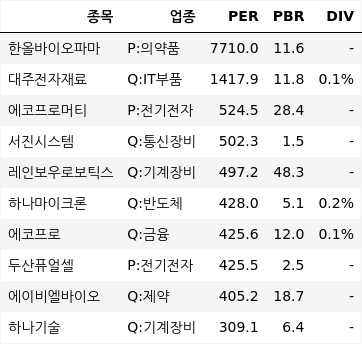 종목 업종 PER PBR DIV
한올바이오파마 P:의약품 7710.0 11.6 -
대주전자재료 Q:IT부품 1417.9 11.8 0.1%
에코프로머티 P:전기전자 524.5 28.4 -
서진시스템 Q:통신장비 502.3 1.5 -
레인보우로보틱스 Q:기계장비 497.2 48.3 -
하나마이크론 Q:반도체 428.0 5.1 0.2%
에코프로 Q:금융 425.6 12.0 0.1%
두산퓨얼셀 P:전기전자 425.5 2.5 -
에이비엘바이오 Q:제약 405.2 18.7 -
하나기술 Q:기계장비 309.1 6.4 -